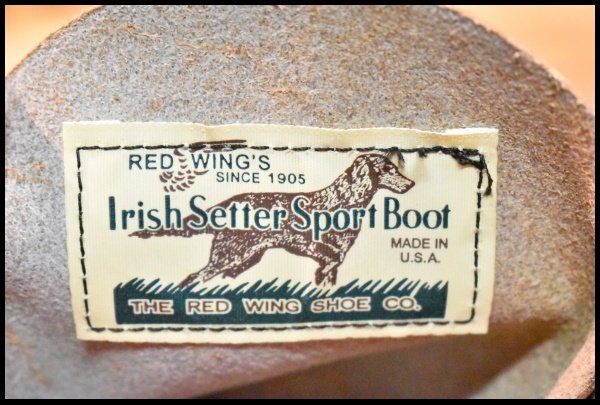 RED WING'S
SINCE 1905
Irish Setter Sport Boot
MADE IN
U.S.A.
THE RED WING SHOE CO.